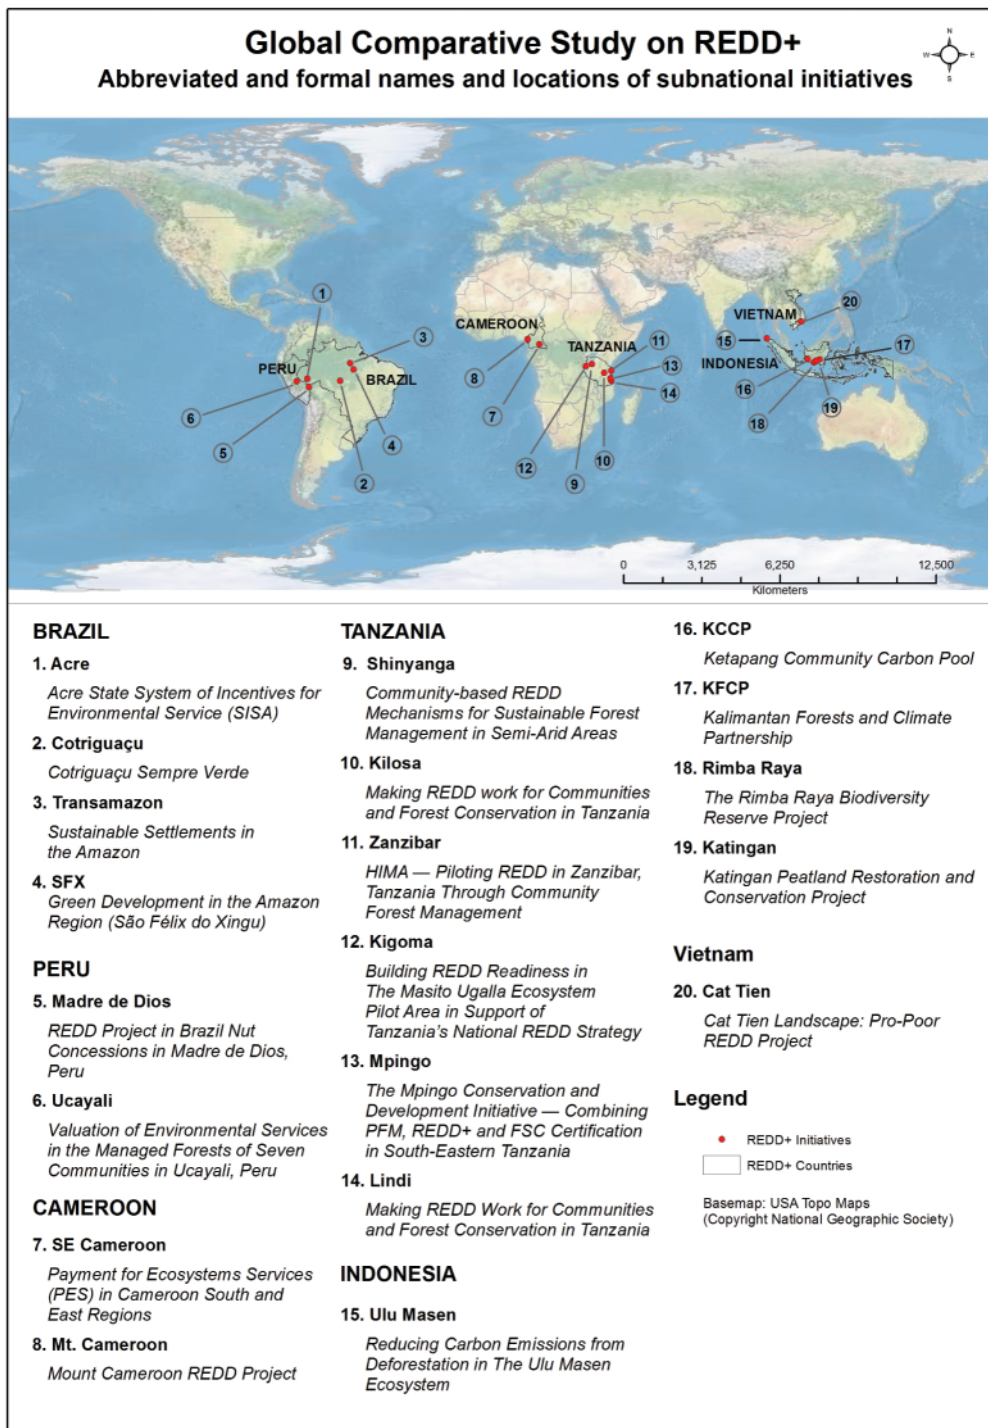 Global Comparative Study on REDD+
Abbreviated and formal names and locations of subnational initiatives
N
W
E
S
1
3
PERU
BRAZIL
6
5
4
2
CAMEROON
TANZANIA
11
13
8
7
14
12
9
10
VIETNAM
20
15
INDONESIA
17
16
18
19
0
3,125
6,250
12,500
Kilometers
BRAZIL
1. Acre
Acre State System of Incentives for
Environmental Service (SISA)
2. Cotriguaçu
Cotriguaçu Sempre Verde
3. Transamazon
Sustainable Settlements in
the Amazon
4. SFX
Green Development in the Amazon
Region (São Félix do Xingu)
PERU
5. Madre de Dios
REDD Project in Brazil Nut
Concessions in Madre de Dios,
Peru
6. Ucayali
Valuation of Environmental Services
in the Managed Forests of Seven
Communities in Ucayali, Peru
CAMEROON
7. SE Cameroon
Payment for Ecosystems Services
(PES) in Cameroon South and
East Regions
8. Mt. Cameroon
Mount Cameroon REDD Project
TANZANIA
9. Shinyanga
Community-based REDD
Mechanisms for Sustainable Forest
Management in Semi-Arid Areas
10. Kilosa
Making REDD work for Communities
and Forest Conservation in Tanzania
11. Zanzibar
HIMA — Piloting REDD in Zanzibar,
Tanzania Through Community
Forest Management
12. Kigoma
Building REDD Readiness in
The Masito Ugalla Ecosystem
Pilot Area in Support of
Tanzania's National REDD Strategy
13. Mpingo
The Mpingo Conservation and
Development Initiative — Combining
PFM, REDD+ and FSC Certification
in South-Eastern Tanzania
14. Lindi
Making REDD Work for Communities
and Forest Conservation in Tanzania
INDONESIA
15. Ulu Masen
Reducing Carbon Emissions from
Deforestation in The Ulu Masen
Ecosystem
16. KCCP
Ketapang Community Carbon Pool
17. KFCP
Kalimantan Forests and Climate
Partnership
18. Rimba Raya
The Rimba Raya Biodiversity
Reserve Project
19. Katingan
Katingan Peatland Restoration and
Conservation Project
Vietnam
20. Cat Tien
Cat Tien Landscape: Pro-Poor
REDD Project
Legend
REDD+ Initiatives
REDD+ Countries
Basemap: USA Topo Maps
(Copyright National Geographic Society)